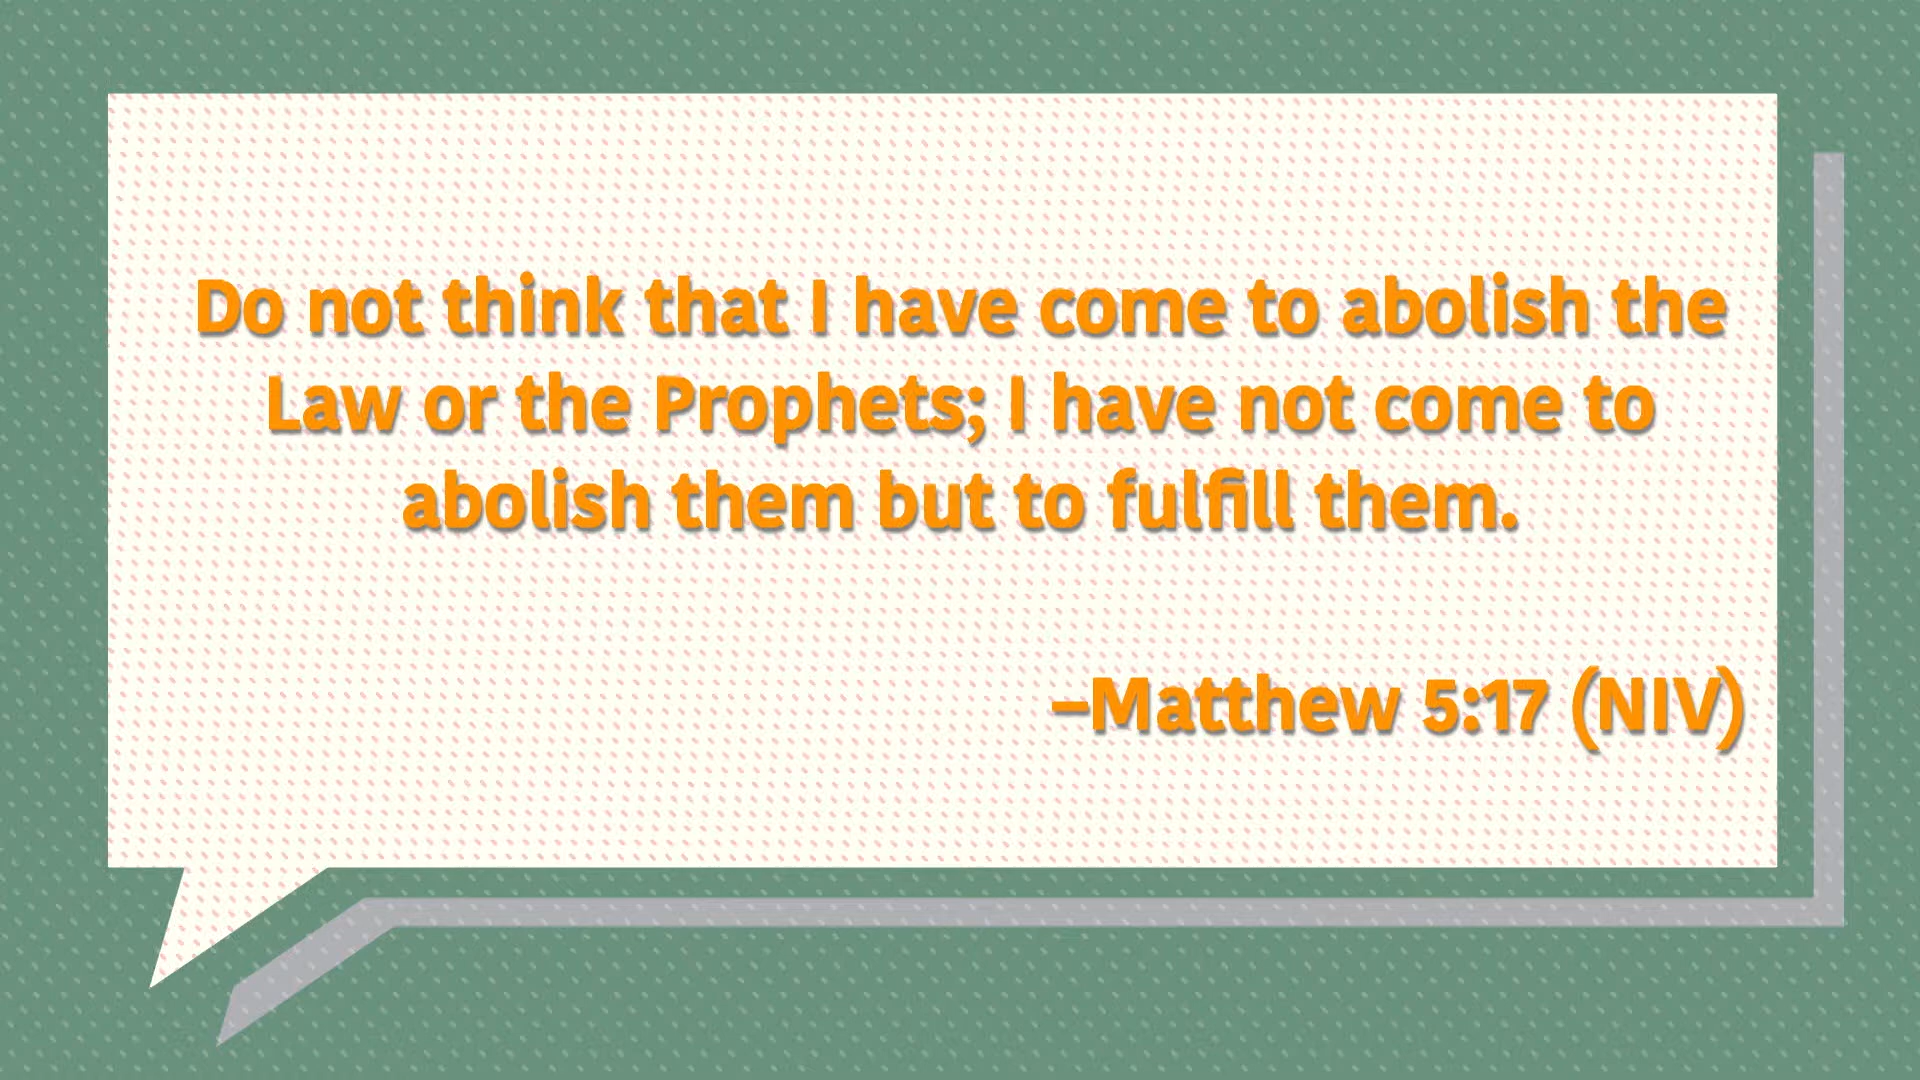 Do not think that I have come to abolish the
Law or the Prophets; I have not come to
abolish them but to fulfill them.
–Matthew 5:17 (NIV)